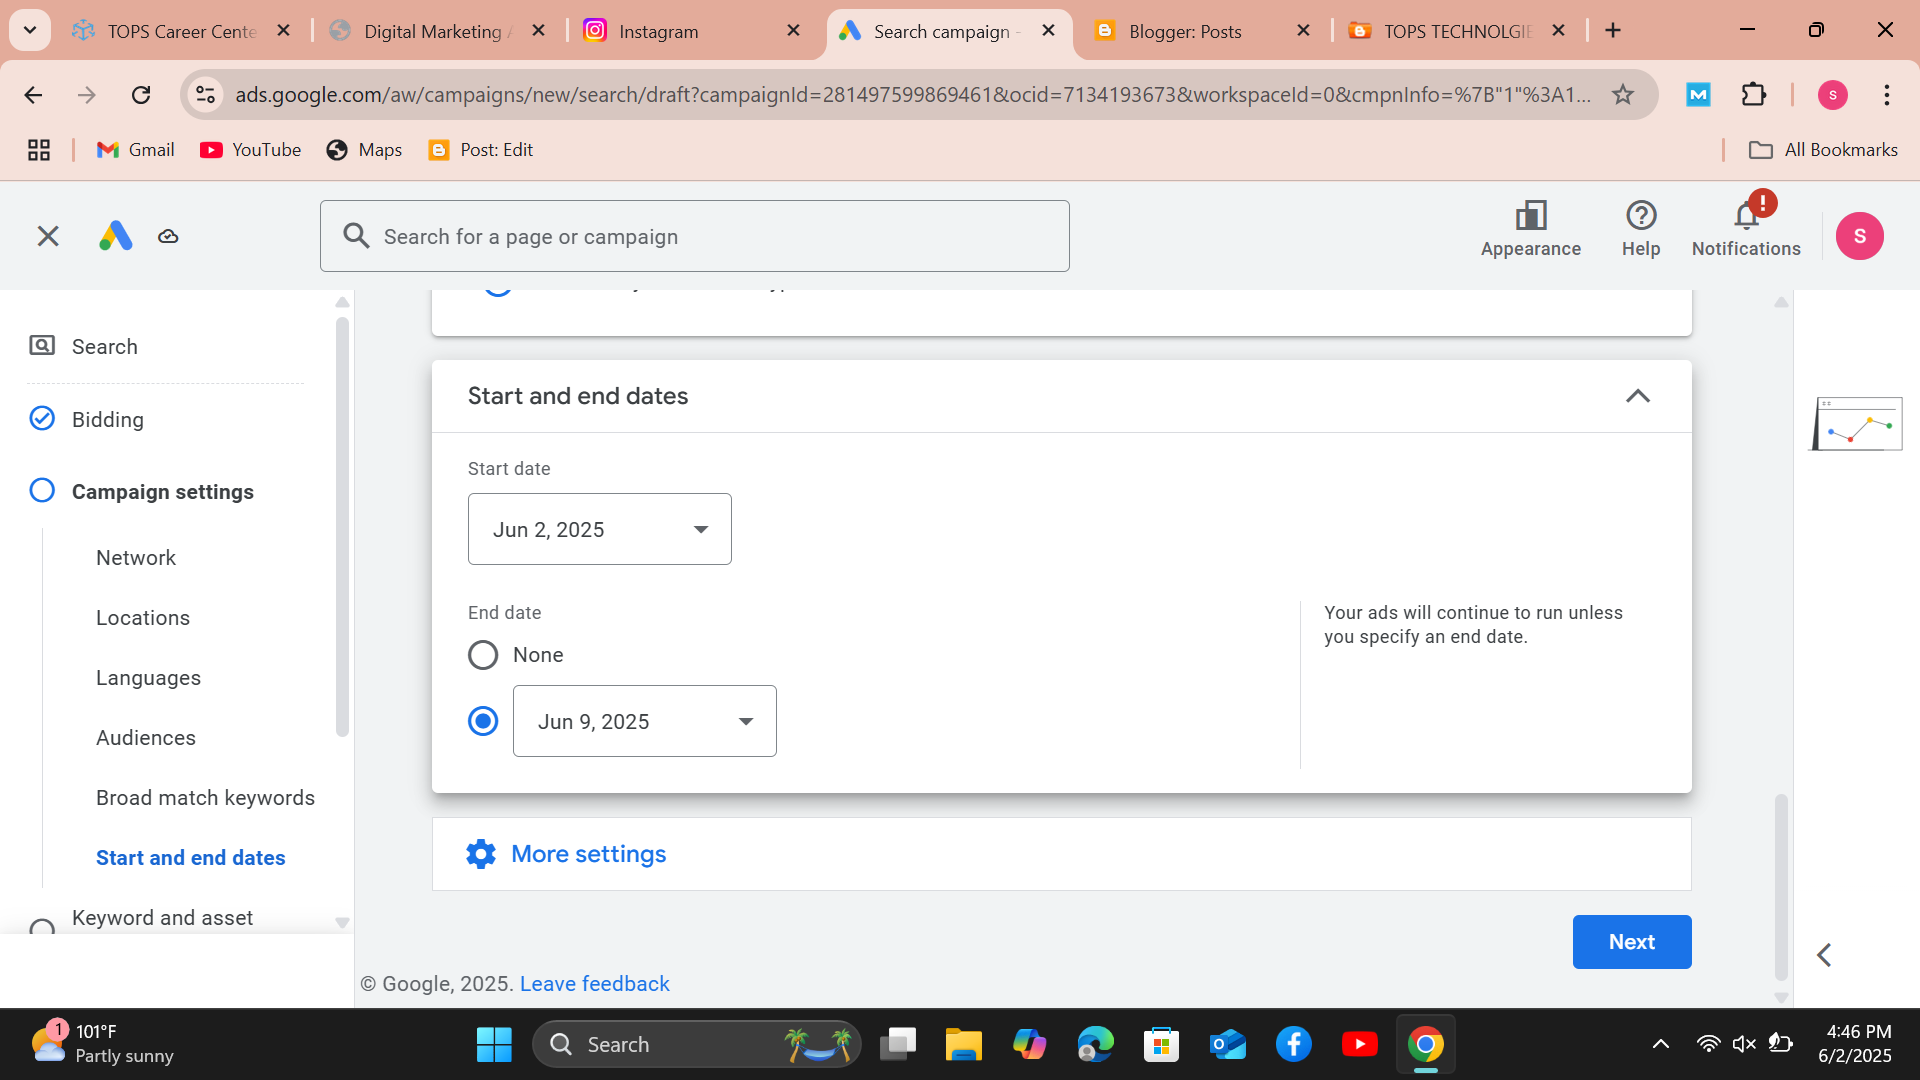 TOPS Career Cente
Digital Marketing A
Instagram
Search campaign -
Blogger: Posts
TOPS TECHNOLGIE
ads.google.com/aw/campaigns/new/search/draft?campaignId=281497599869461&ocid=7134193673&workspaceId=0&cmpnInfo=%7B"1"%3A1...
M
s
Gmail
YouTube
Maps
Post: Edit
All Bookmarks
Search for a page or campaign
Appearance
Help
!
Notifications
S
Search
Bidding
Campaign settings
Network
Locations
Languages
Audiences
Broad match keywords
Start and end dates
Keyword and asset
Start and end dates
Start date
Jun 2, 2025
End date
None
Jun 9, 2025
Your ads will continue to run unless
you specify an end date.
More settings
Next
© Google, 2025. Leave feedback
1
101°F
Partly sunny
Search
4:46 PM
6/2/2025